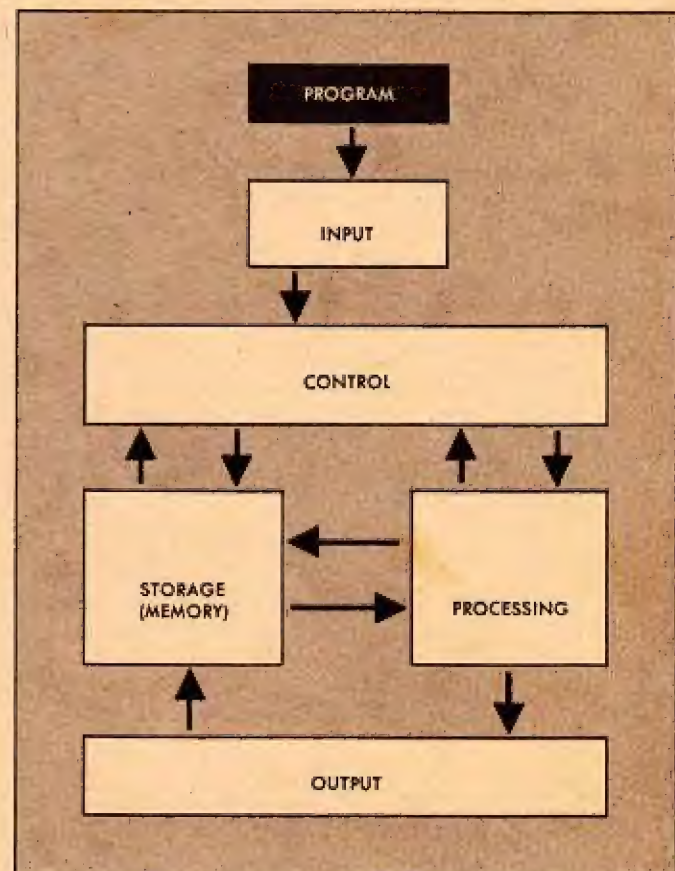 PROGRAM
INPUT
CONTROL
STORAGE
(MEMORY)
PROCESSING
OUTPUT